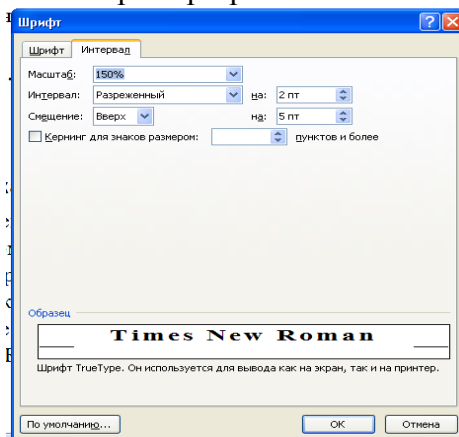 Шрифт
Шрифт Интервал
Масштаб: 150%
Интервал: Разреженный на: 2 пт
Смещение: Вверх на: 5 пт
Кернинг для знаков размером: пунктов и более
Образец
Times New Roman
Шрифт TrueType. Он используется для вывода как на экран, так и на принтер.
По умолчанию... ОК Отмена